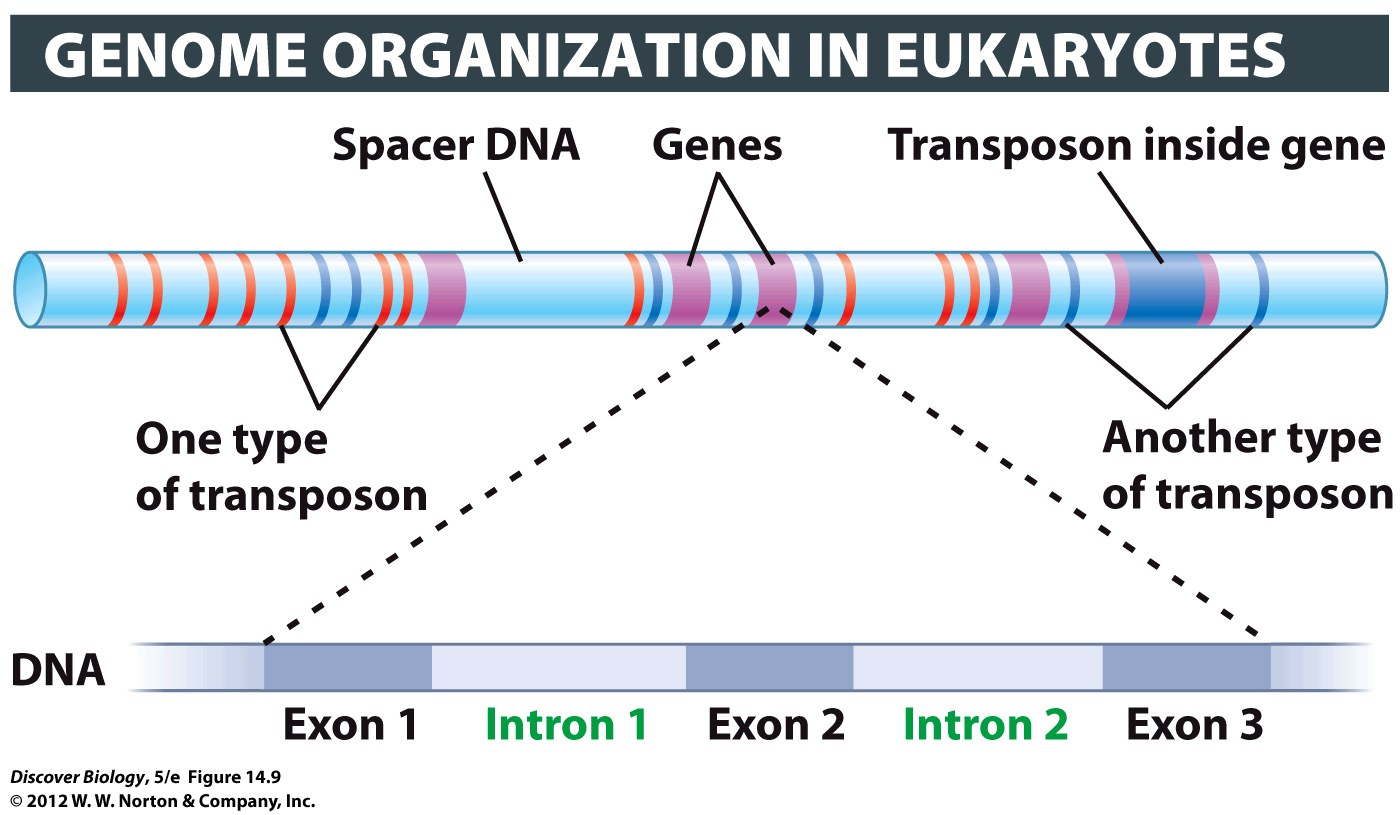 GENOME ORGANIZATION IN EUKARYOTES
Spacer DNA
Genes
Transposon inside gene
One type
of transposon
Another type
of transposon
DNA
Exon 1
Intron 1
Exon 2
Intron 2
Exon 3
Discover Biology, 5/e Figure 14.9
© 2012 W. W. Norton & Company, Inc.